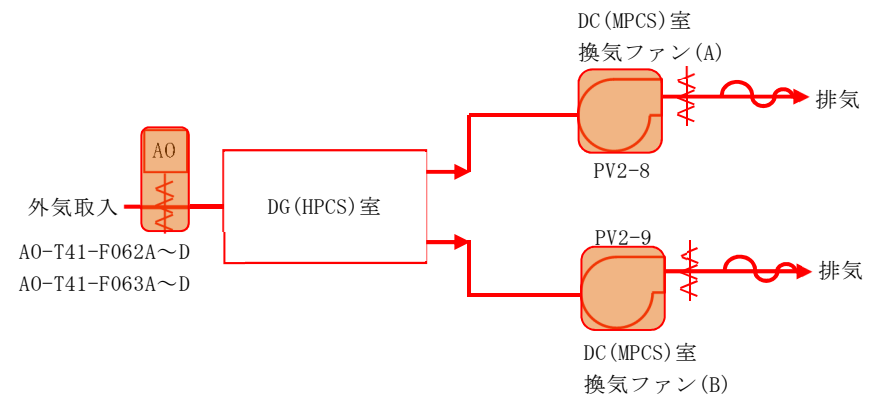 DC(MPCS)室
換気ファン(A)
排気
AO
PV2-8
外気取入
DG(HPCS)室
AO-T41-F062A～D
AO-T41-F063A～D
PV2-9
排気
DC(MPCS)室
換気ファン(B)